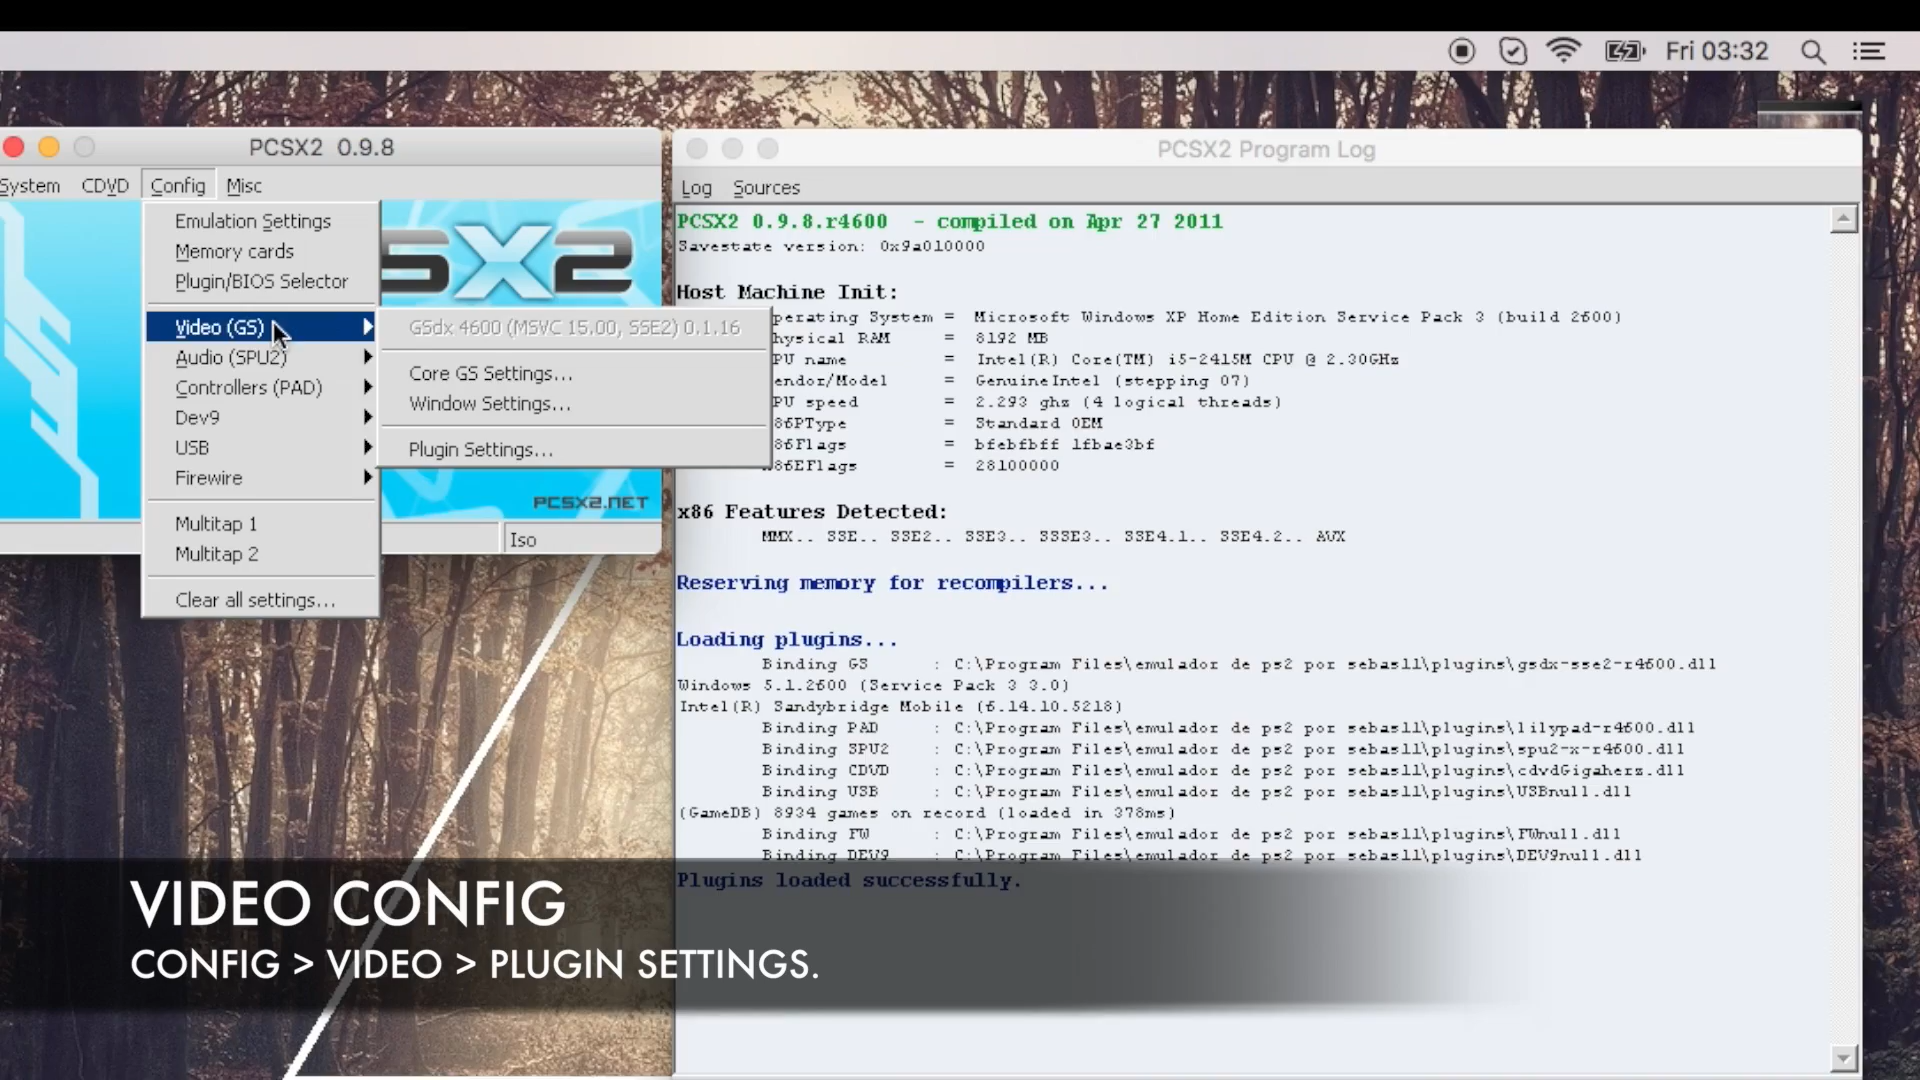 Fri 03:32
PCSX2 0.9.8
System CDVD Config Misc
Emulation Settings
Memory cards
Plugin/BIOS Selector
Video (GS)
Audio (SPU2)
Controllers (PAD)
Dev9
USB
Firewire
Multitap 1
Multitap 2
Clear all settings...
GSdx 4600 (MSVC 15.00, SSE2) 0.1.16
Core GS Settings...
Window Settings...
Plugin Settings...
SX2
PCSX2.NET
Iso
PCSX2 Program Log
Log Sources
PCSX2 0.9.8.r4600 - compiled on Apr 27 2011
Savestate version: 0x9a010000
Host Machine Init:
perating System = Microsoft Windows XP Home Edition Service Pack 3 (build 2600)
hysical RAM = 8192 MB
PU name = Intel(R) Core(TM) i5-2415M CPU @ 2.30GHz
endor/Model = GenuineIntel (stepping 07)
PU speed = 2.293 ghz (4 logical threads)
86PType = Standard OEM
86Flags = bfebfbff 1fbae3bf
x86EFlags = 28100000
x86 Features Detected:
MMX.. SSE.. SSE2.. SSE3.. SSSE3.. SSE4.1.. SSE4.2.. AVX
Reserving memory for recompilers...
Loading plugins...
Binding GS : C:\Program Files\emulador de ps2 por sebas11\plugins\gsdx-sse2-r4600.dll
Windows 5.1.2600 (Service Pack 3 3.0)
Intel(R) Sandybridge Mobile (6.14.10.5218)
Binding PAD : C:\Program Files\emulador de ps2 por sebas11\plugins\lilypad-r4600.dll
Binding SPU2 : C:\Program Files\emulador de ps2 por sebas11\plugins\spu2-x-r4600.dll
Binding CDVD : C:\Program Files\emulador de ps2 por sebas11\plugins\cdvdGigaherz.dll
Binding USB : C:\Program Files\emulador de ps2 por sebas11\plugins\USBnull.dll
(GameDB) 8934 games on record (loaded in 378ms)
Binding FW : C:\Program Files\emulador de ps2 por sebas11\plugins\FWnull.dll
Binding DEV9 : C:\Program Files\emulador de ps2 por sebas11\plugins\DEV9null.dll
Plugins loaded successfully.
VIDEO CONFIG
CONFIG > VIDEO > PLUGIN SETTINGS.